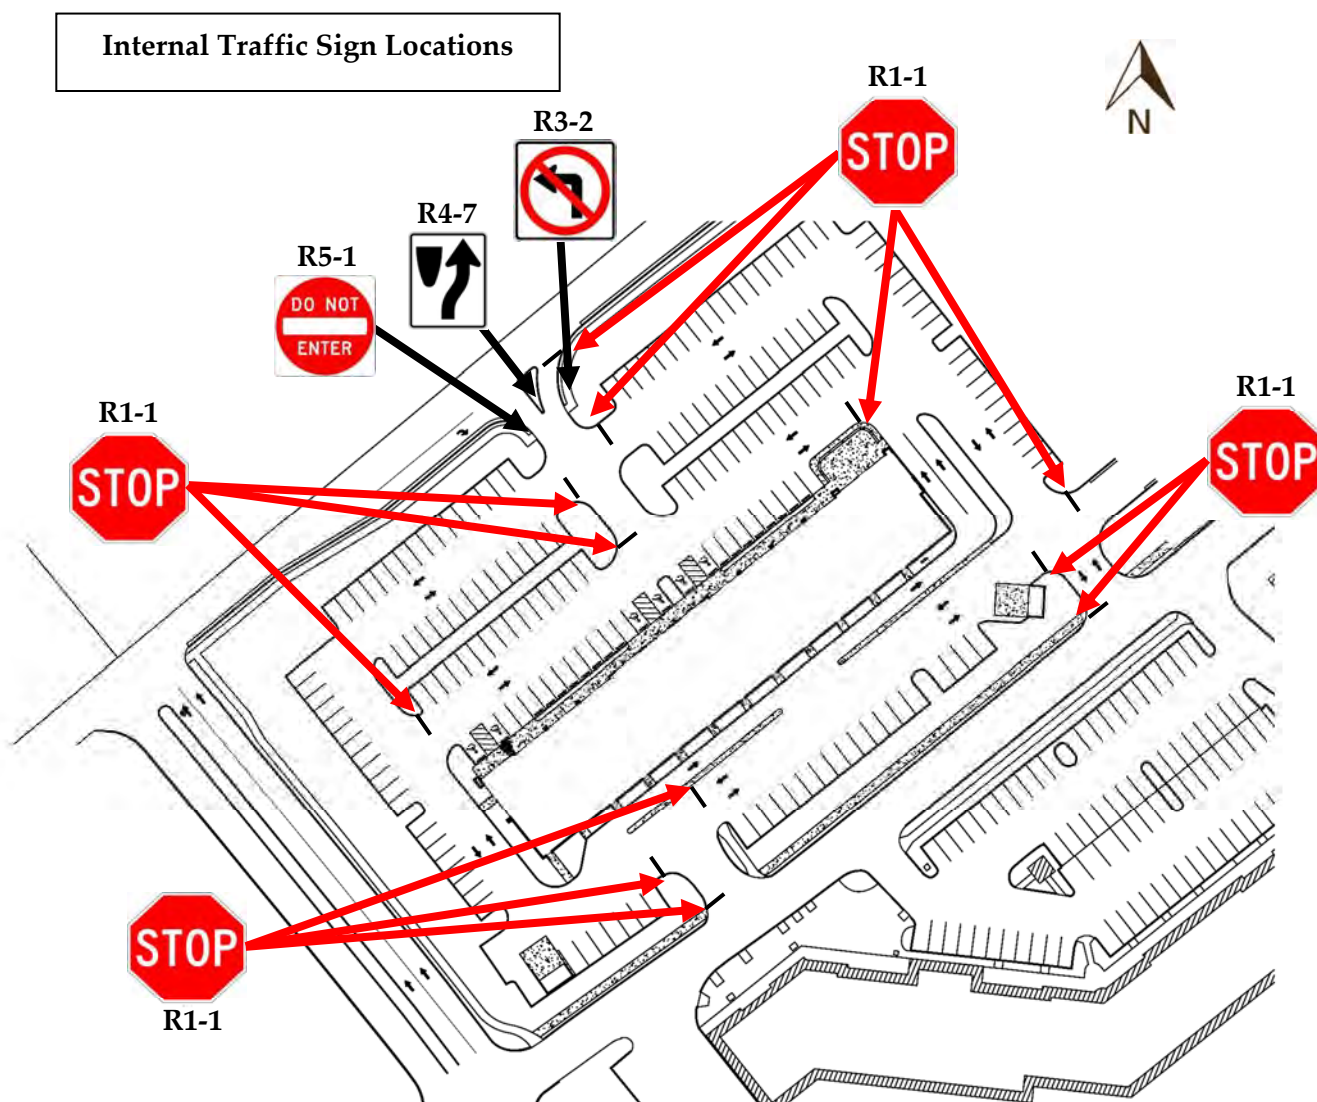 Internal Traffic Sign Locations
R1-1
STOP
N
R3-2
R4-7
R5-1
DO NOT
ENTER
R1-1
STOP
R1-1
STOP
STOP
R1-1